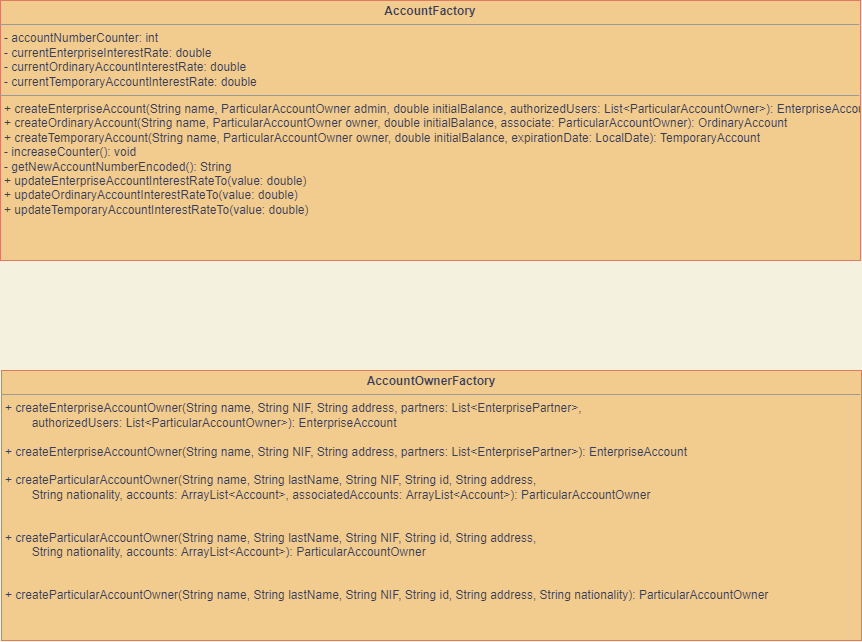 AccountFactory
- accountNumberCounter: int
- currentEnterpriseInterestRate: double
- currentOrdinaryAccountInterestRate: double
- currentTemporaryAccountInterestRate: double
+ createEnterpriseAccount(String name, ParticularAccountOwner admin, double initialBalance, authorizedUsers: List<ParticularAccountOwner>): EnterpriseAccou
+ createOrdinaryAccount(String name, ParticularAccountOwner owner, double initialBalance, associate: ParticularAccountOwner): OrdinaryAccount
+ createTemporaryAccount(String name, ParticularAccountOwner owner, double initialBalance, expirationDate: LocalDate): TemporaryAccount
- increaseCounter(): void
- getNewAccountNumberEncoded(): String
+ updateEnterpriseAccountInterestRateTo(value: double)
+ updateOrdinaryAccountInterestRateTo(value: double)
+ updateTemporaryAccountInterestRateTo(value: double)
AccountOwnerFactory
+ createEnterpriseAccountOwner(String name, String NIF, String address, partners: List<EnterprisePartner>,
authorizedUsers: List<ParticularAccountOwner>): EnterpriseAccount
+ createEnterpriseAccountOwner(String name, String NIF, String address, partners: List<EnterprisePartner>): EnterpriseAccount
+ createParticularAccountOwner(String name, String lastName, String NIF, String id, String address,
String nationality, accounts: ArrayList<Account>, associatedAccounts: ArrayList<Account>): ParticularAccountOwner
+ createParticularAccountOwner(String name, String lastName, String NIF, String id, String address,
String nationality, accounts: ArrayList<Account>): ParticularAccountOwner
+ createParticularAccountOwner(String name, String lastName, String NIF, String id, String address, String nationality): ParticularAccountOwner